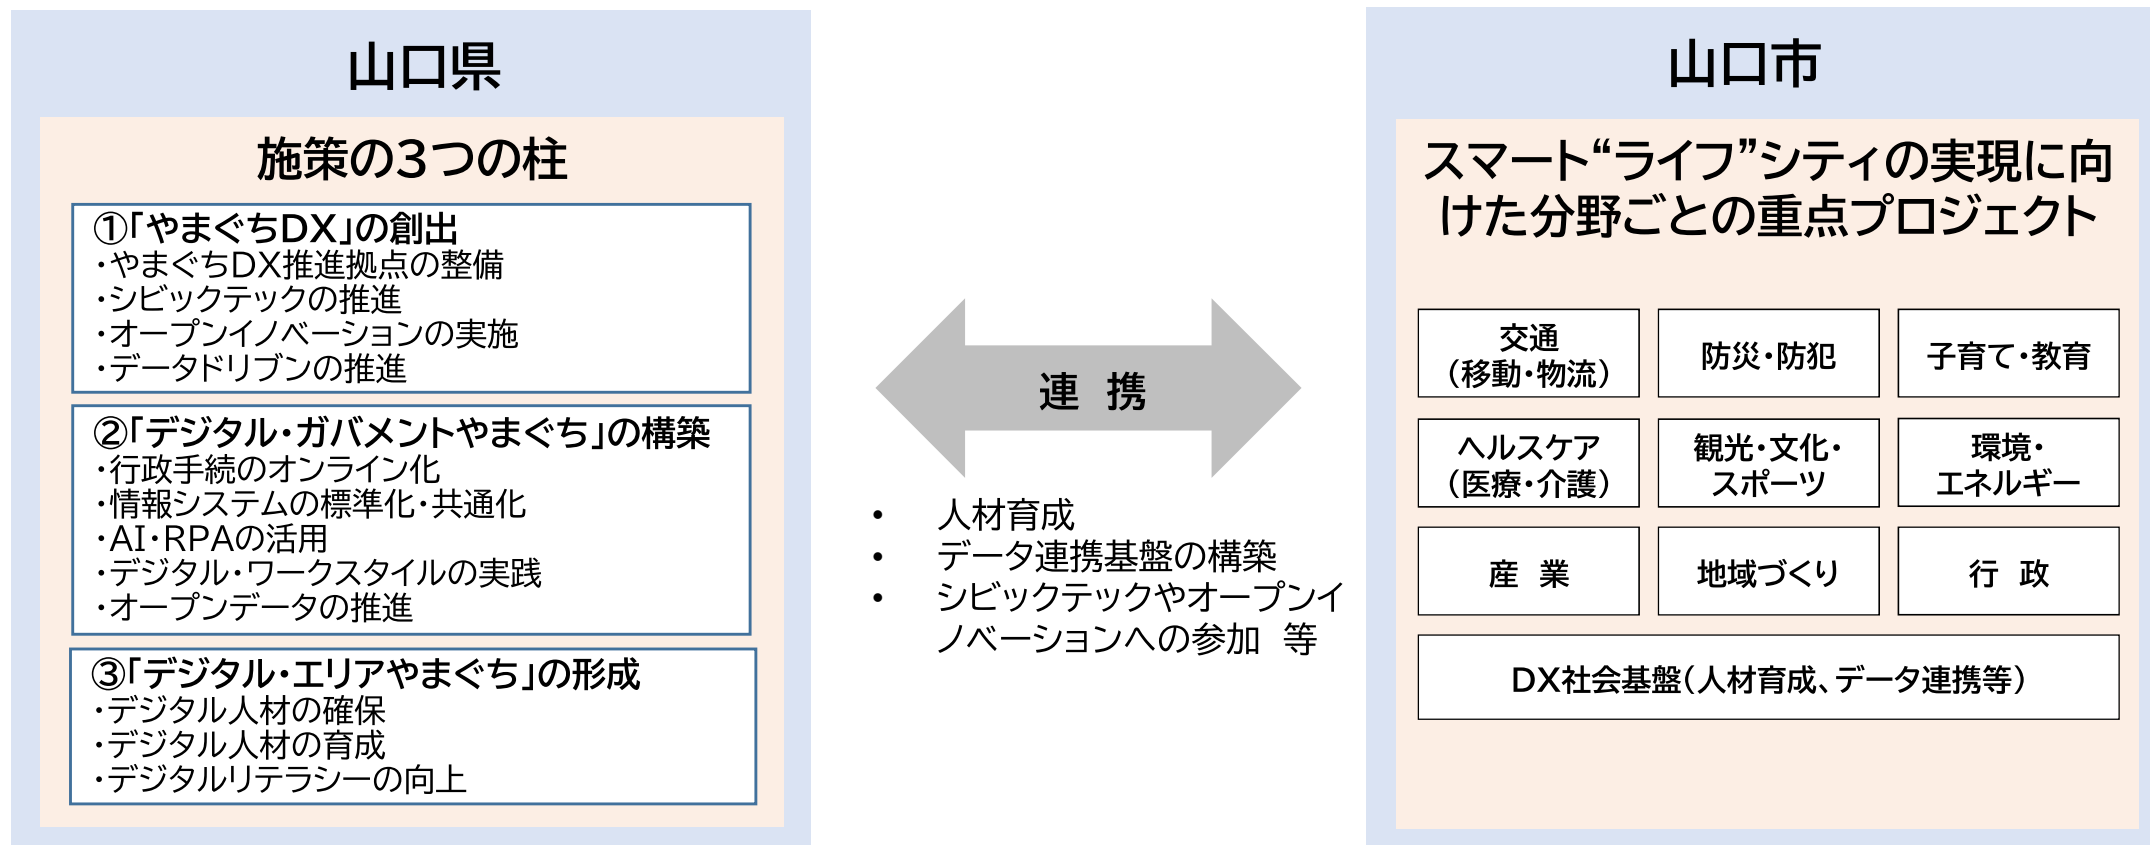 山口県
施策の３つの柱
①「やまぐちDX」の創出
・やまぐちDX推進拠点の整備
・シビックテックの推進
・オープンイノベーションの実施
・データドリブンの推進
②「デジタル・ガバメントやまぐち」の構築
・行政手続のオンライン化
・情報システムの標準化・共通化
・AI・RPAの活用
・デジタル・ワークスタイルの実践
・オープンデータの推進
③「デジタル・エリアやまぐち」の形成
・デジタル人材の確保
・デジタル人材の育成
・デジタルリテラシーの向上
連　携
• 人材育成
• データ連携基盤の構築
• シビックテックやオープンイ
ノベーションへの参加　等
山口市
スマート“ライフ”シティの実現に向
けた分野ごとの重点プロジェクト
交通
（移動・物流）
防災・防犯
子育て・教育
ヘルスケア
（医療・介護）
観光・文化・
スポーツ
環境・
エネルギー
産　業
地域づくり
行　政
DX社会基盤（人材育成、データ連携等）